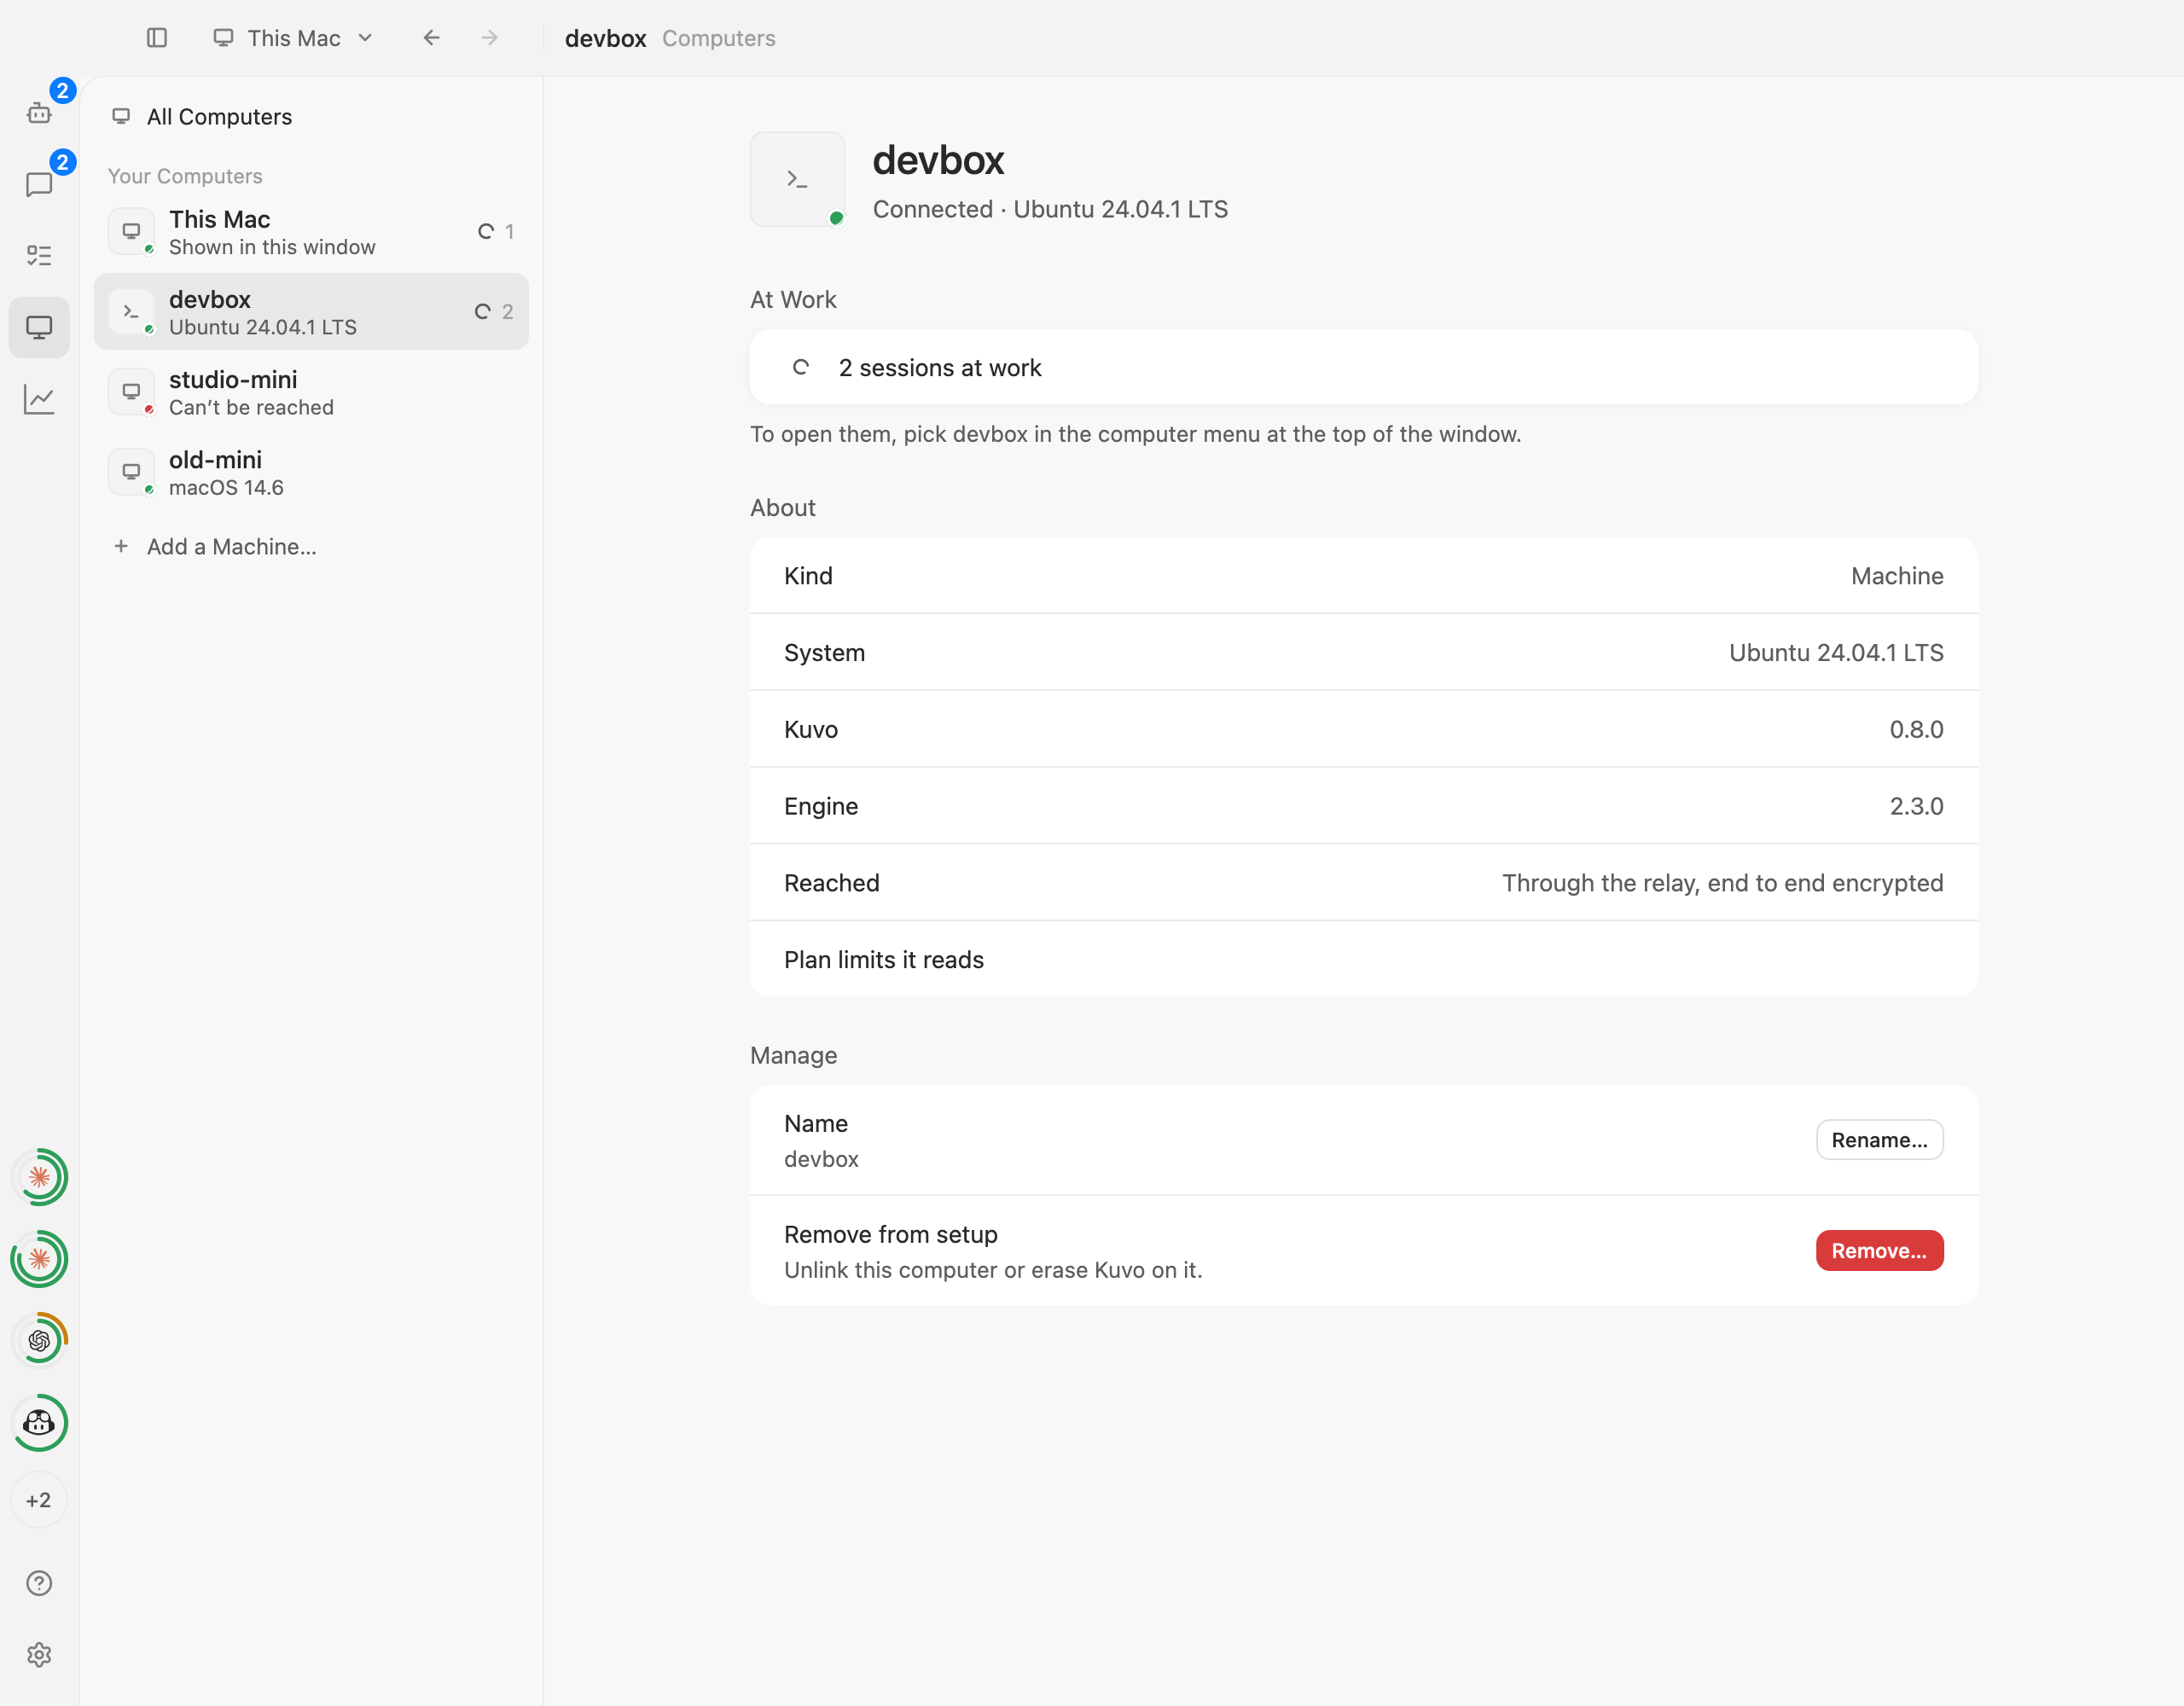 This Mac
devbox Computers
2
2
All Computers
Your Computers
This Mac
Shown in this window
1
devbox
Ubuntu 24.04.1 LTS
2
studio-mini
Can’t be reached
old-mini
macOS 14.6
+ Add a Machine...
+2
>_
devbox
Connected · Ubuntu 24.04.1 LTS
At Work
2 sessions at work
To open them, pick devbox in the computer menu at the top of the window.
About
Kind Machine
System Ubuntu 24.04.1 LTS
Kuvo 0.8.0
Engine 2.3.0
Reached Through the relay, end to end encrypted
Plan limits it reads
Manage
Name
devbox
Rename...
Remove from setup
Unlink this computer or erase Kuvo on it.
Remove...